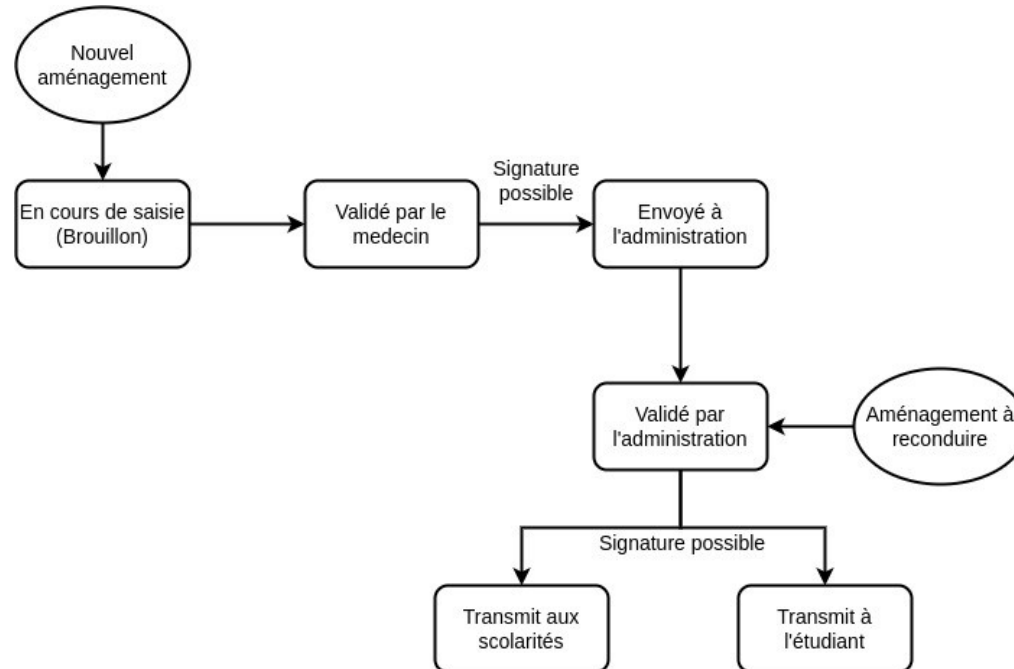 Nouvel
aménagement
En cours de saisie
(Brouillon)
Validé par le
medecin
Signature
possible
Envoyé à
l'administration
Validé par
l'administration
Aménagement à
reconduire
Signature possible
Transmit aux
scolarités
Transmit à
l'étudiant